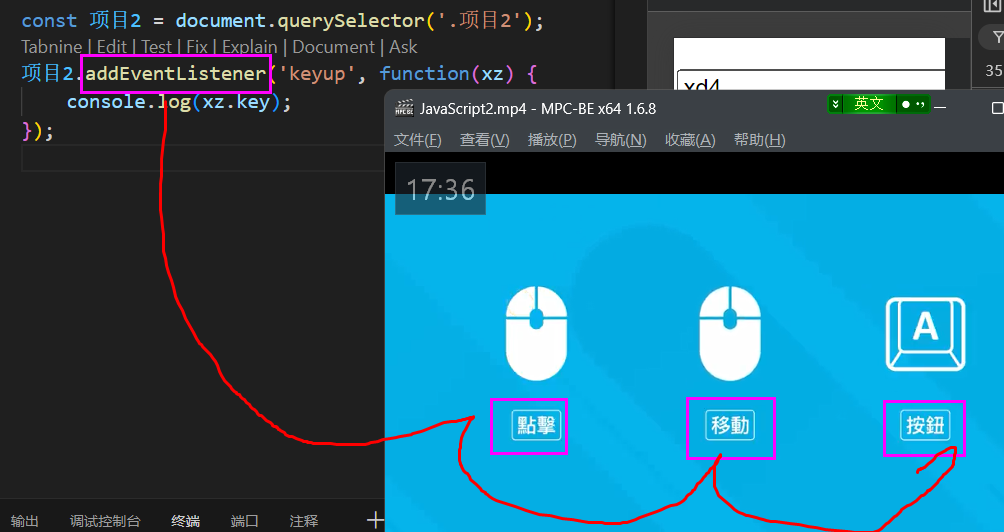 const 项目2 = document.querySelector('.项目2');
Tabnine | Edit | Test | Fix | Explain | Document | Ask
项目2.addEventListener('keyup', function(xz) {
console.log(xz.key);
});
35
xd4
JavaScript2.mp4 - MPC-BE x64 1.6.8
英文
文件(F) 查看(V) 播放(P) 导航(N) 收藏(A) 帮助(H)
17:36
A
點擊 移動 按鈕
输出 调试控制台 终端 端口 注释